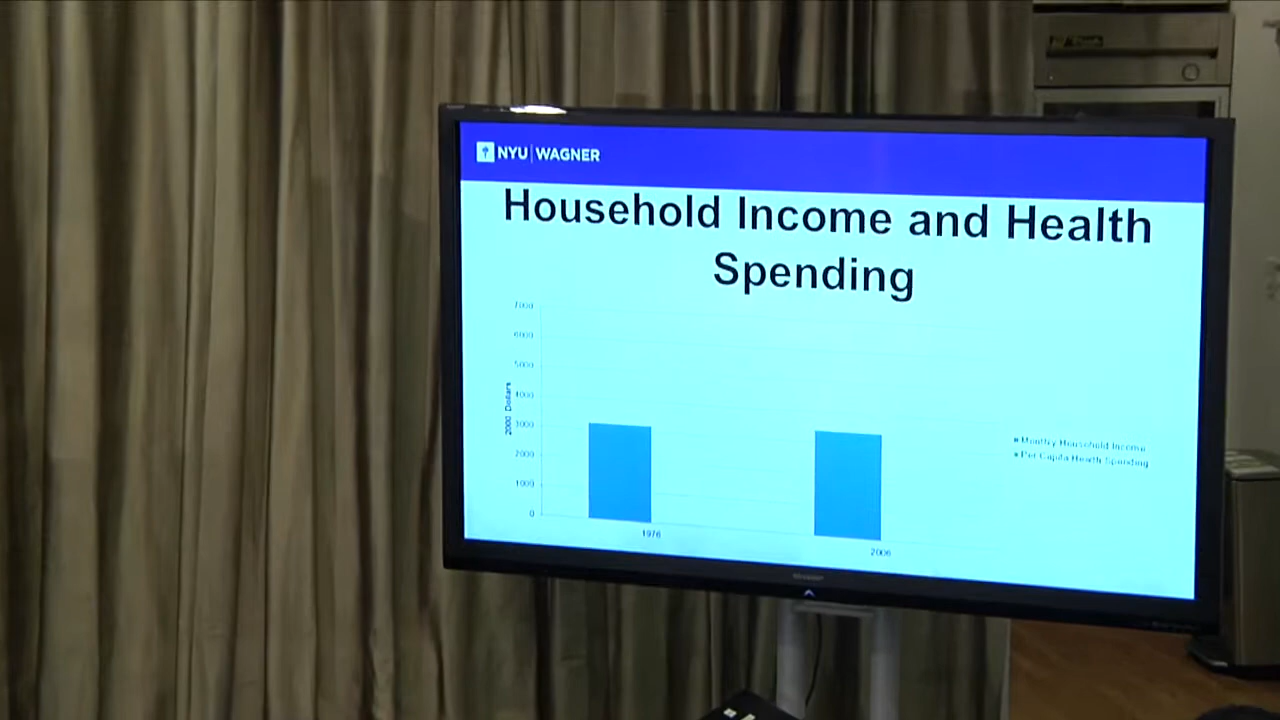 NYU WAGNER
Household Income and Health
Spending
7000
6000
5000
4000
3000
2000
1000
0
2000 Dollars
1976
2006
Monthly Household Income
Per Capita Health Spending